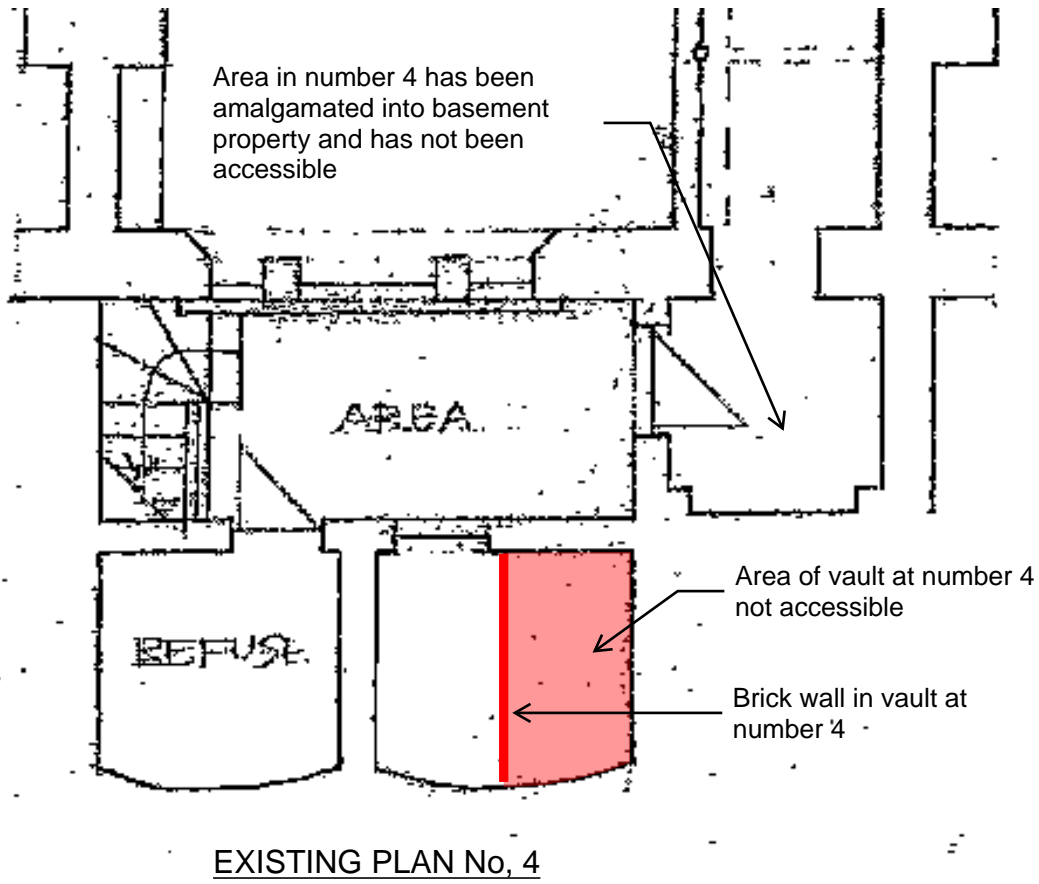 Area in number 4 has been
amalgamated into basement
property and has not been
accessible
AREA
Area of vault at number 4
not accessible
REFUSE
Brick wall in vault at
number 4
EXISTING PLAN No, 4